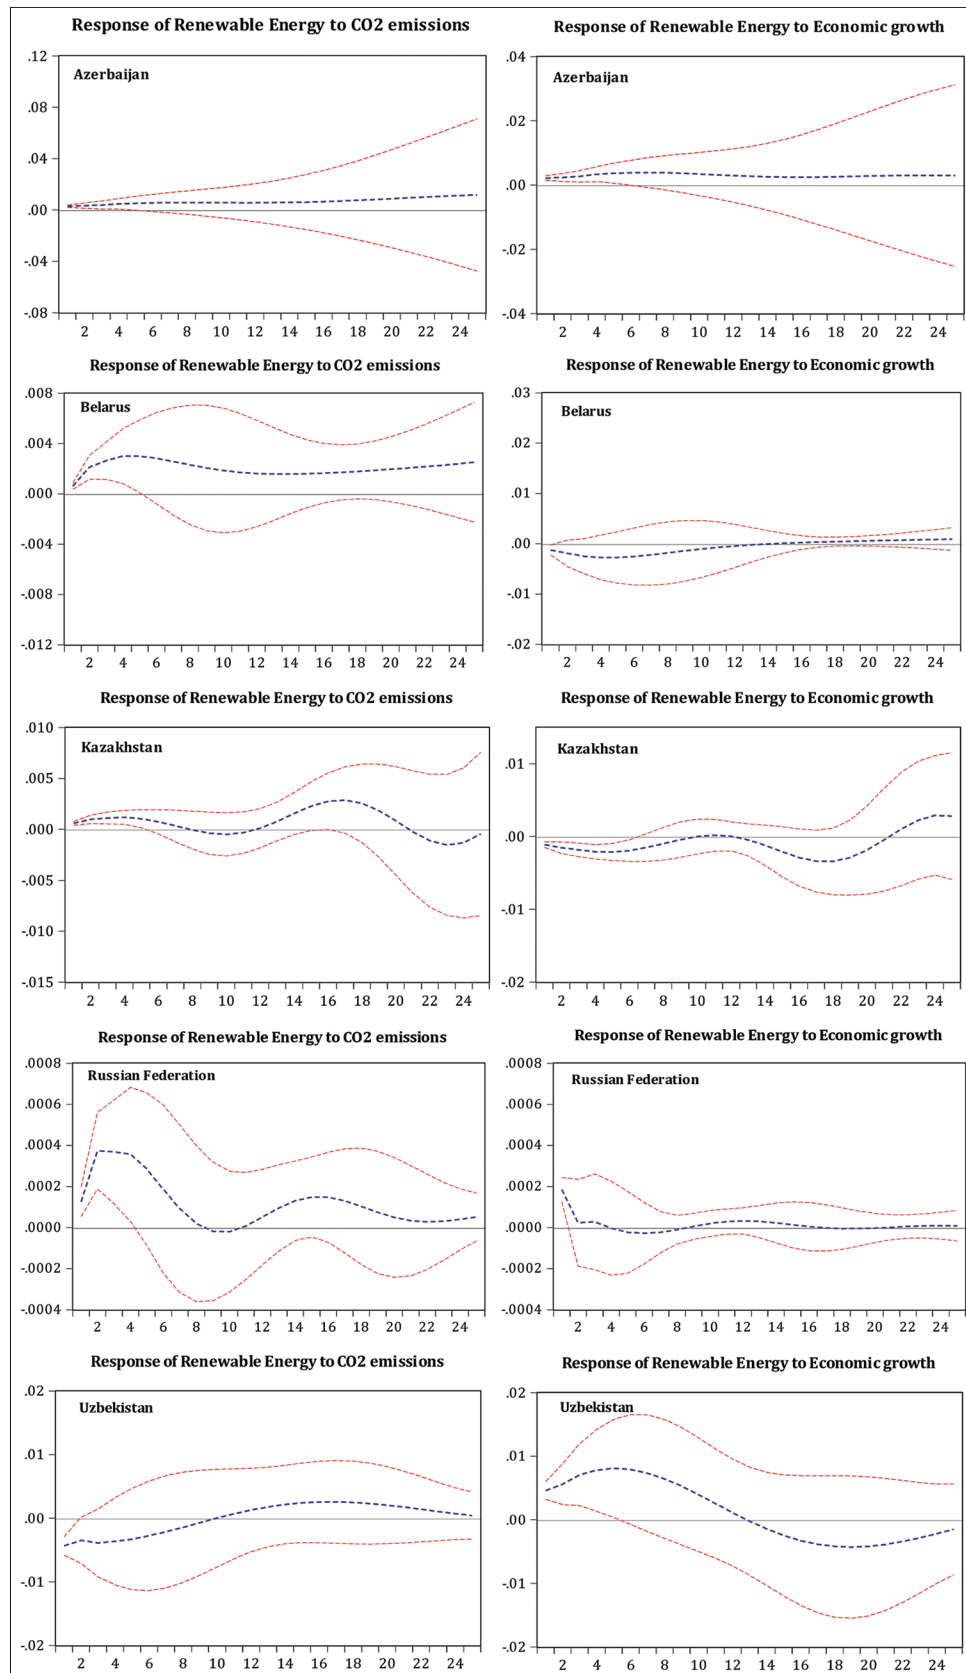 Response of Renewable Energy to CO2 emissions
.12
.08
.04
.00
-.04
-.08
Azerbaijan
2 4 6 8 10 12 14 16 18 20 22 24
Response of Renewable Energy to Economic growth
.04
.02
.00
-.02
-.04
Azerbaijan
2 4 6 8 10 12 14 16 18 20 22 24
Response of Renewable Energy to CO2 emissions
.008
.004
.000
-.004
-.008
-.012
Belarus
2 4 6 8 10 12 14 16 18 20 22 24
Response of Renewable Energy to Economic growth
.03
.02
.01
.00
-.01
-.02
Belarus
2 4 6 8 10 12 14 16 18 20 22 24
Response of Renewable Energy to CO2 emissions
.010
.005
.000
-.005
-.010
-.015
Kazakhstan
2 4 6 8 10 12 14 16 18 20 22 24
Response of Renewable Energy to Economic growth
.01
.00
-.01
-.02
Kazakhstan
2 4 6 8 10 12 14 16 18 20 22 24
Response of Renewable Energy to CO2 emissions
.0008
.0006
.0004
.0002
.0000
-.0002
-.0004
Russian Federation
2 4 6 8 10 12 14 16 18 20 22 24
Response of Renewable Energy to Economic growth
.0008
.0006
.0004
.0002
.0000
-.0002
-.0004
Russian Federation
2 4 6 8 10 12 14 16 18 20 22 24
Response of Renewable Energy to CO2 emissions
.02
.01
.00
-.01
-.02
Uzbekistan
2 4 6 8 10 12 14 16 18 20 22 24
Response of Renewable Energy to Economic growth
.02
.01
.00
-.01
-.02
Uzbekistan
2 4 6 8 10 12 14 16 18 20 22 24